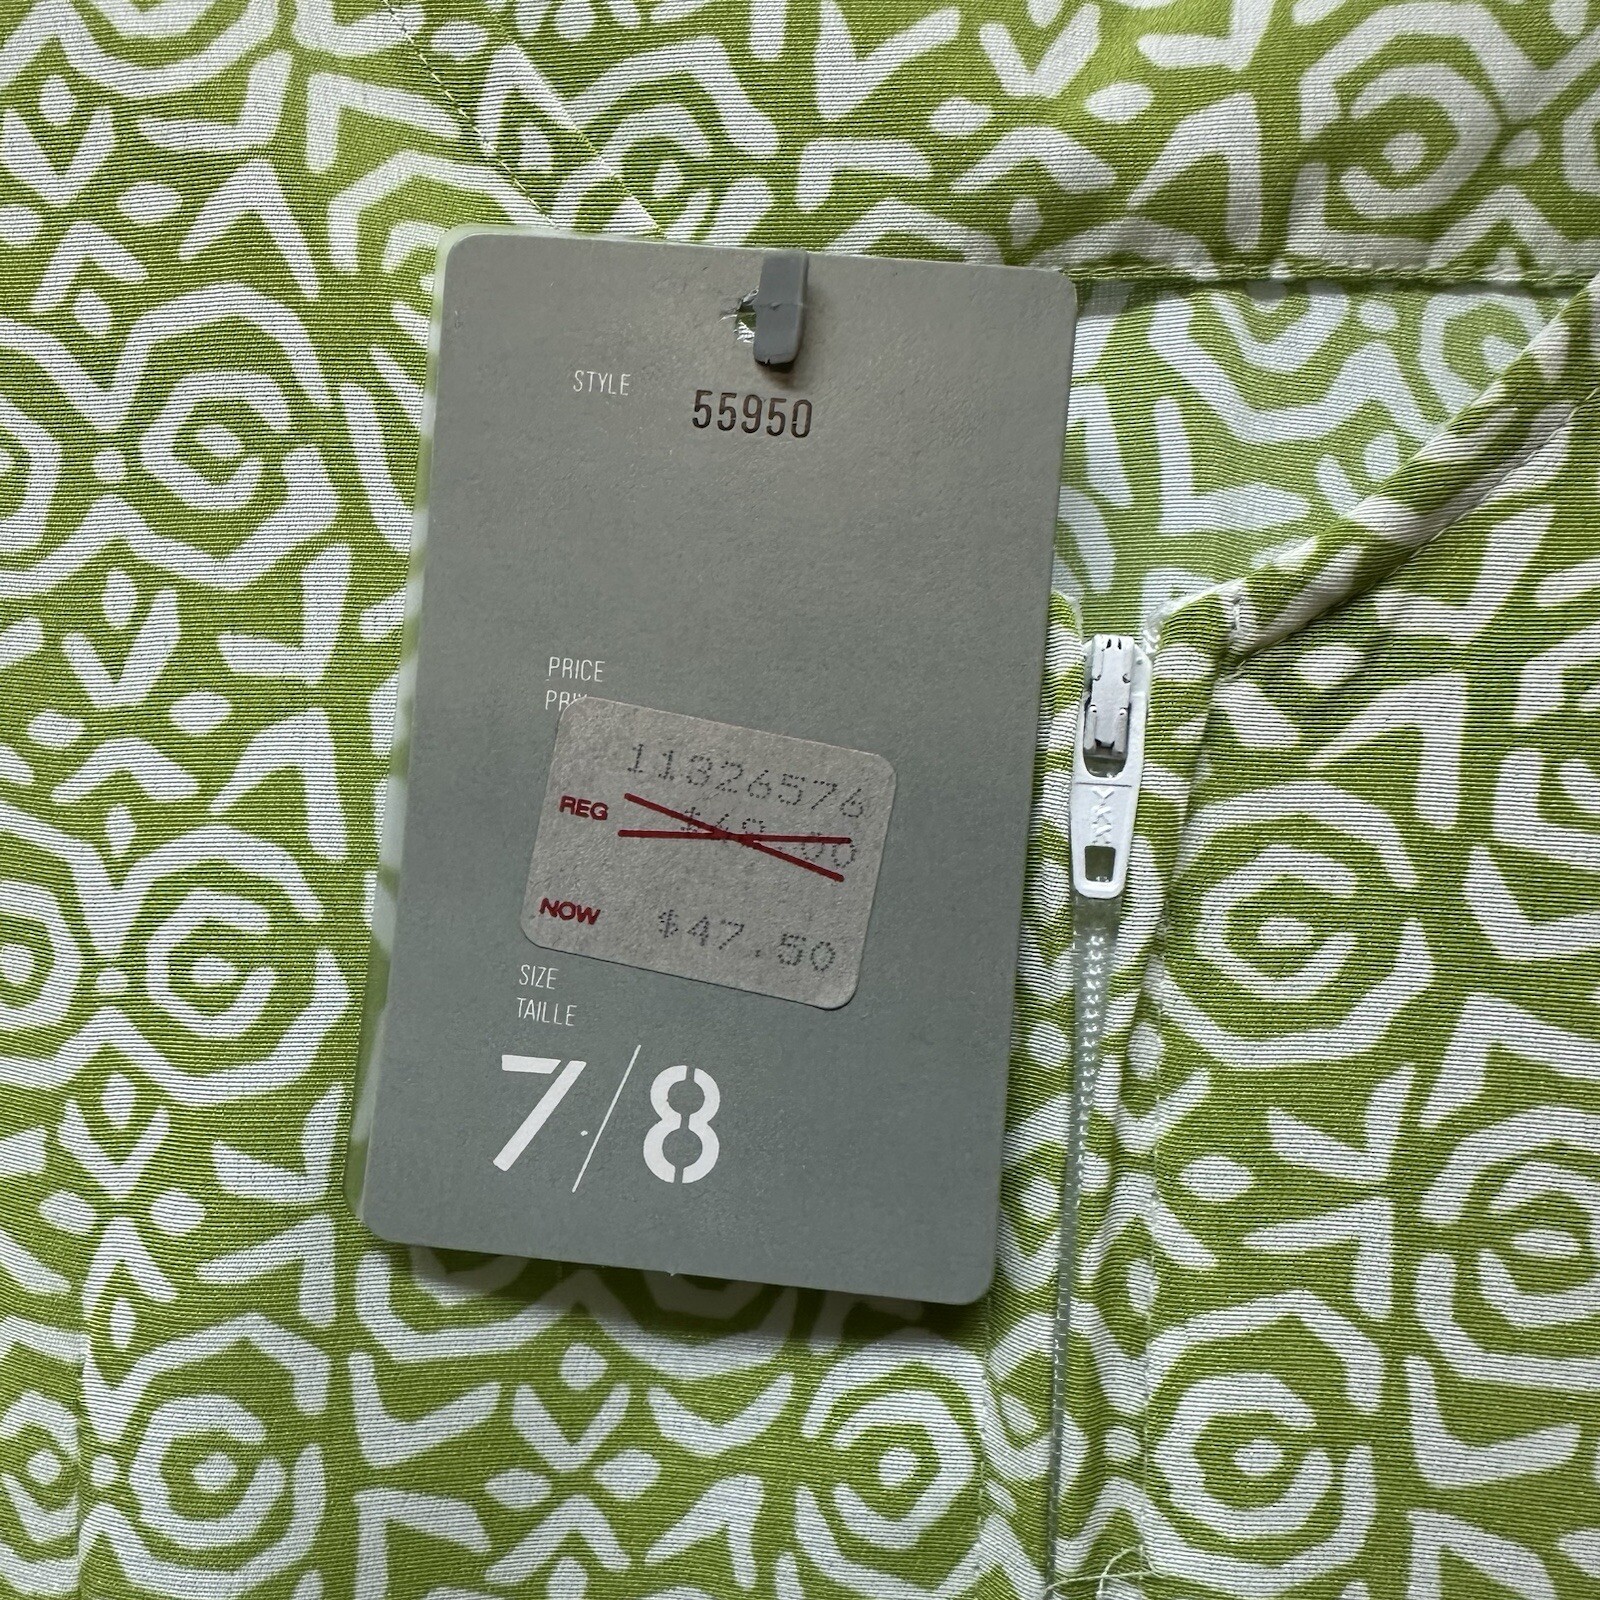 STYLE
55950
PRICE
11326576
REG
NOW $47.50
SIZE
TAILLE
7/8
YKK